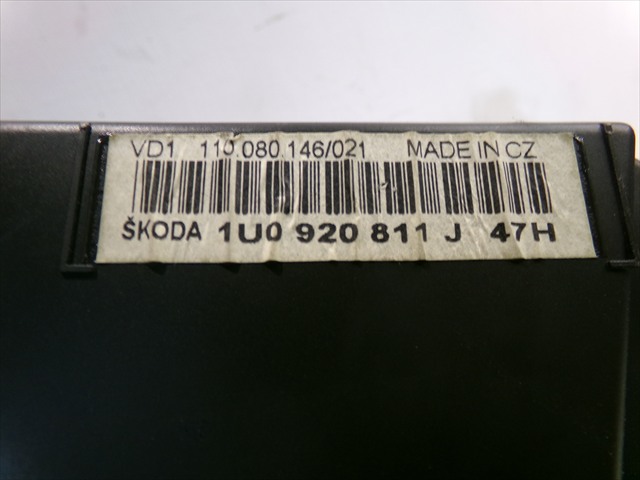 VD1 110.080.146/021 MADE IN CZ
ŠKODA 1U0 920 811 J 47H